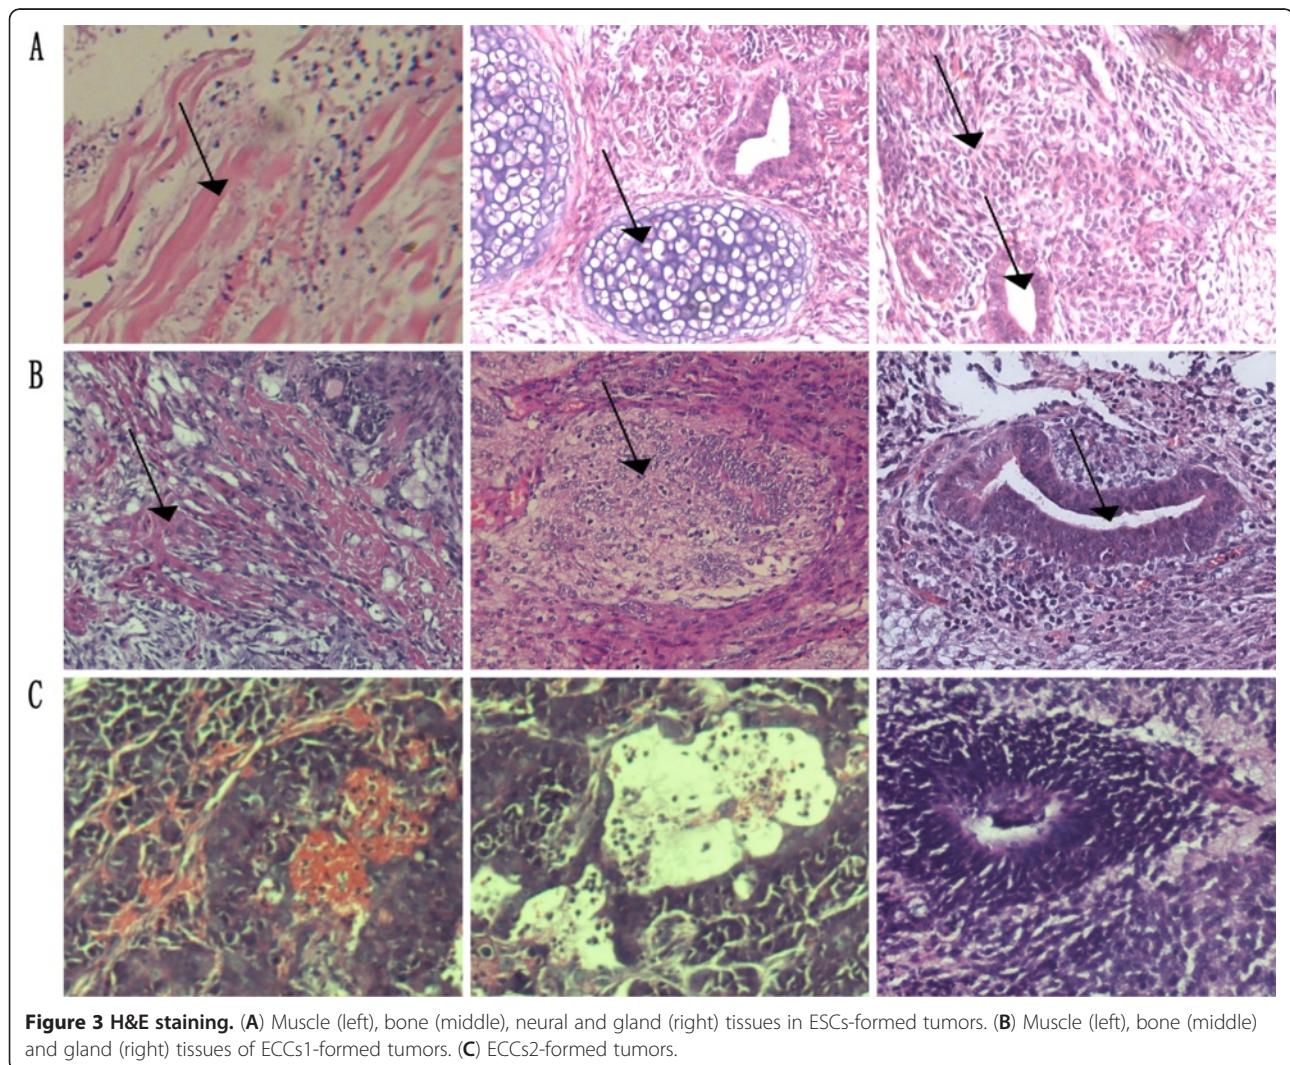 A
B
C
Figure 3 H&E staining. (A) Muscle (left), bone (middle), neural and gland (right) tissues in ESCs-formed tumors. (B) Muscle (left), bone (middle)
and gland (right) tissues of ECCs1-formed tumors. (C) ECCs2-formed tumors.